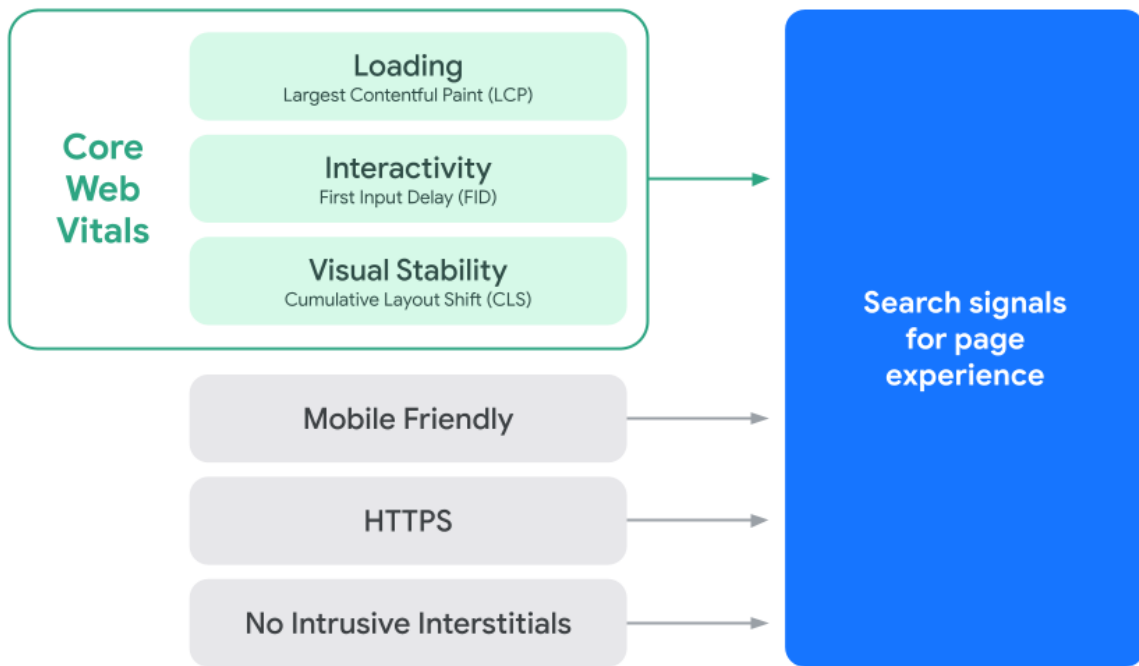 Core
Web
Vitals
Loading
Largest Contentful Paint (LCP)
Interactivity
First Input Delay (FID)
Visual Stability
Cumulative Layout Shift (CLS)
Mobile Friendly
HTTPS
No Intrusive Interstitials
Search signals
for page
experience